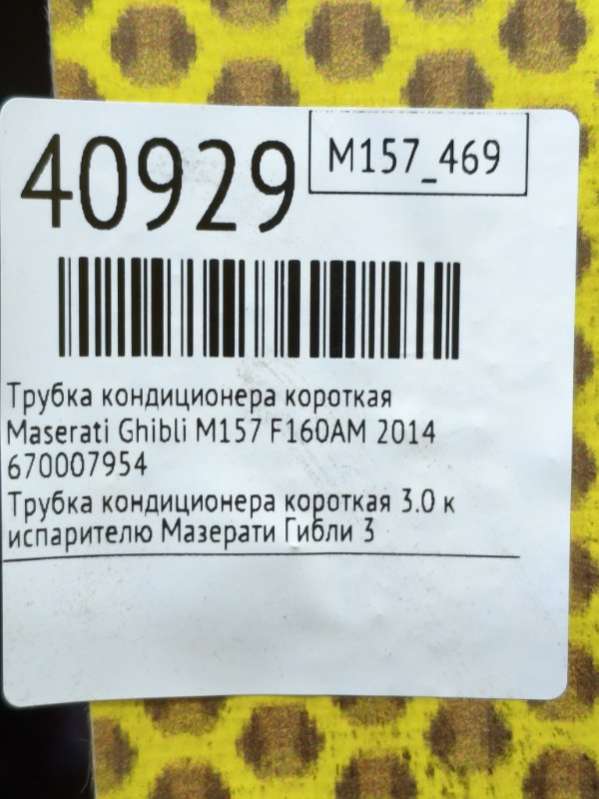 40929
M157_469
Трубка кондиционера короткая
Maserati Ghibli M157 F160AM 2014
670007954
Трубка кондиционера короткая 3.0 к
испарителю Мазерати Гибли 3